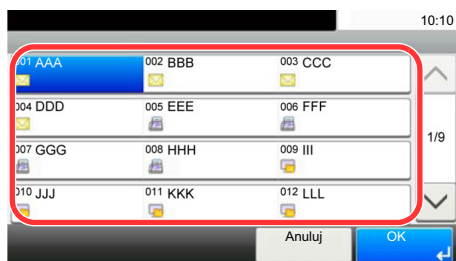 10:10
001 AAA 002 BBB 003 CCC
004 DDD 005 EEE 006 FFF
1/9
007 GGG 008 HHH 009 III
010 JJJ 011 KKK 012 LLL
Anuluj OK